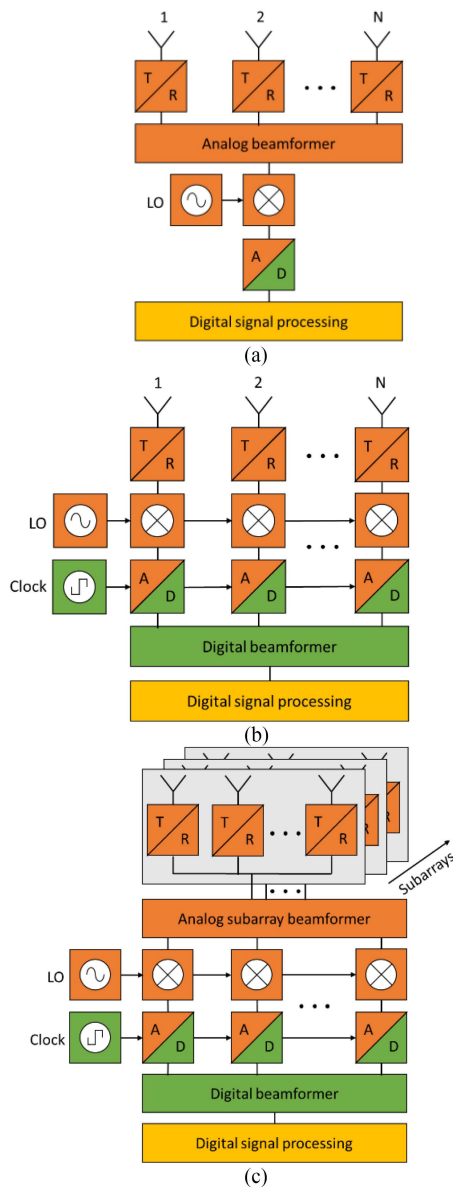 1 2 N
T R T R • • • T R
Analog beamformer
LO
A D
Digital signal processing
(a)
1 2 N
T R T R • • • T R
LO
• • •
Clock A D A D A D
Digital beamformer
Digital signal processing
(b)
T R T R • • • T R R R
Subarrays
• • •
Analog subarray beamformer
LO
• • •
Clock A D A D A D
Digital beamformer
Digital signal processing
(c)